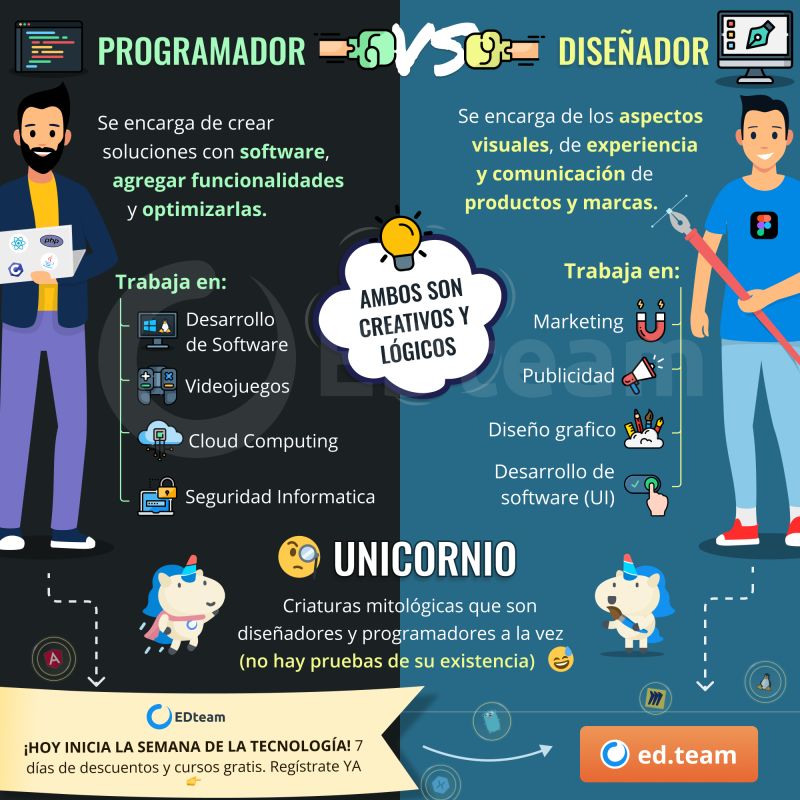 PROGRAMADOR
VS
DISEÑADOR
Se encarga de crear
soluciones con software,
agregar funcionalidades
y optimizarlas.
Se encarga de los aspectos
visuales, de experiencia
y comunicación de
productos y marcas.
php
AMBOS SON
CREATIVOS Y
LÓGICOS
Trabaja en:
Desarrollo
de Software
Videojuegos
Cloud Computing
Seguridad Informatica
Trabaja en:
Marketing
Publicidad
Diseño grafico
Desarrollo de
software (UI)
EDteam
UNICORNIO
Criaturas mitológicas que son
diseñadores y programadores a la vez
(no hay pruebas de su existencia)
EDteam
¡HOY INICIA LA SEMANA DE LA TECNOLOGÍA! 7
días de descuentos y cursos gratis. Regístrate YA
ed.team